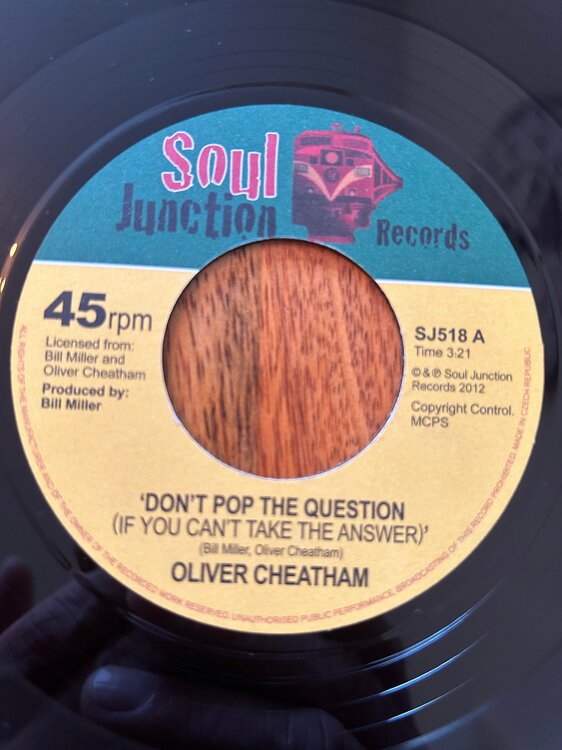 Soul
Junction
Records
45rpm
Licensed from:
Bill Miller and
Oliver Cheatham
Produced by:
Bill Miller
SJ518 A
Time 3:21
© & ℗ Soul Junction
Records 2012
Copyright Control.
MCPS
'DON'T POP THE QUESTION
(IF YOU CAN'T TAKE THE ANSWER)'
(Bill Miller, Oliver Cheatham)
OLIVER CHEATHAM
ALL RIGHTS OF THE MANUFACTURER AND OF THE OWNER OF THE RECORDED WORK RESERVED. UNAUTHORISED PUBLIC PERFORMANCE, BROADCASTING OF THIS RECORD PROHIBITED. MADE IN CZECH REPUBLIC